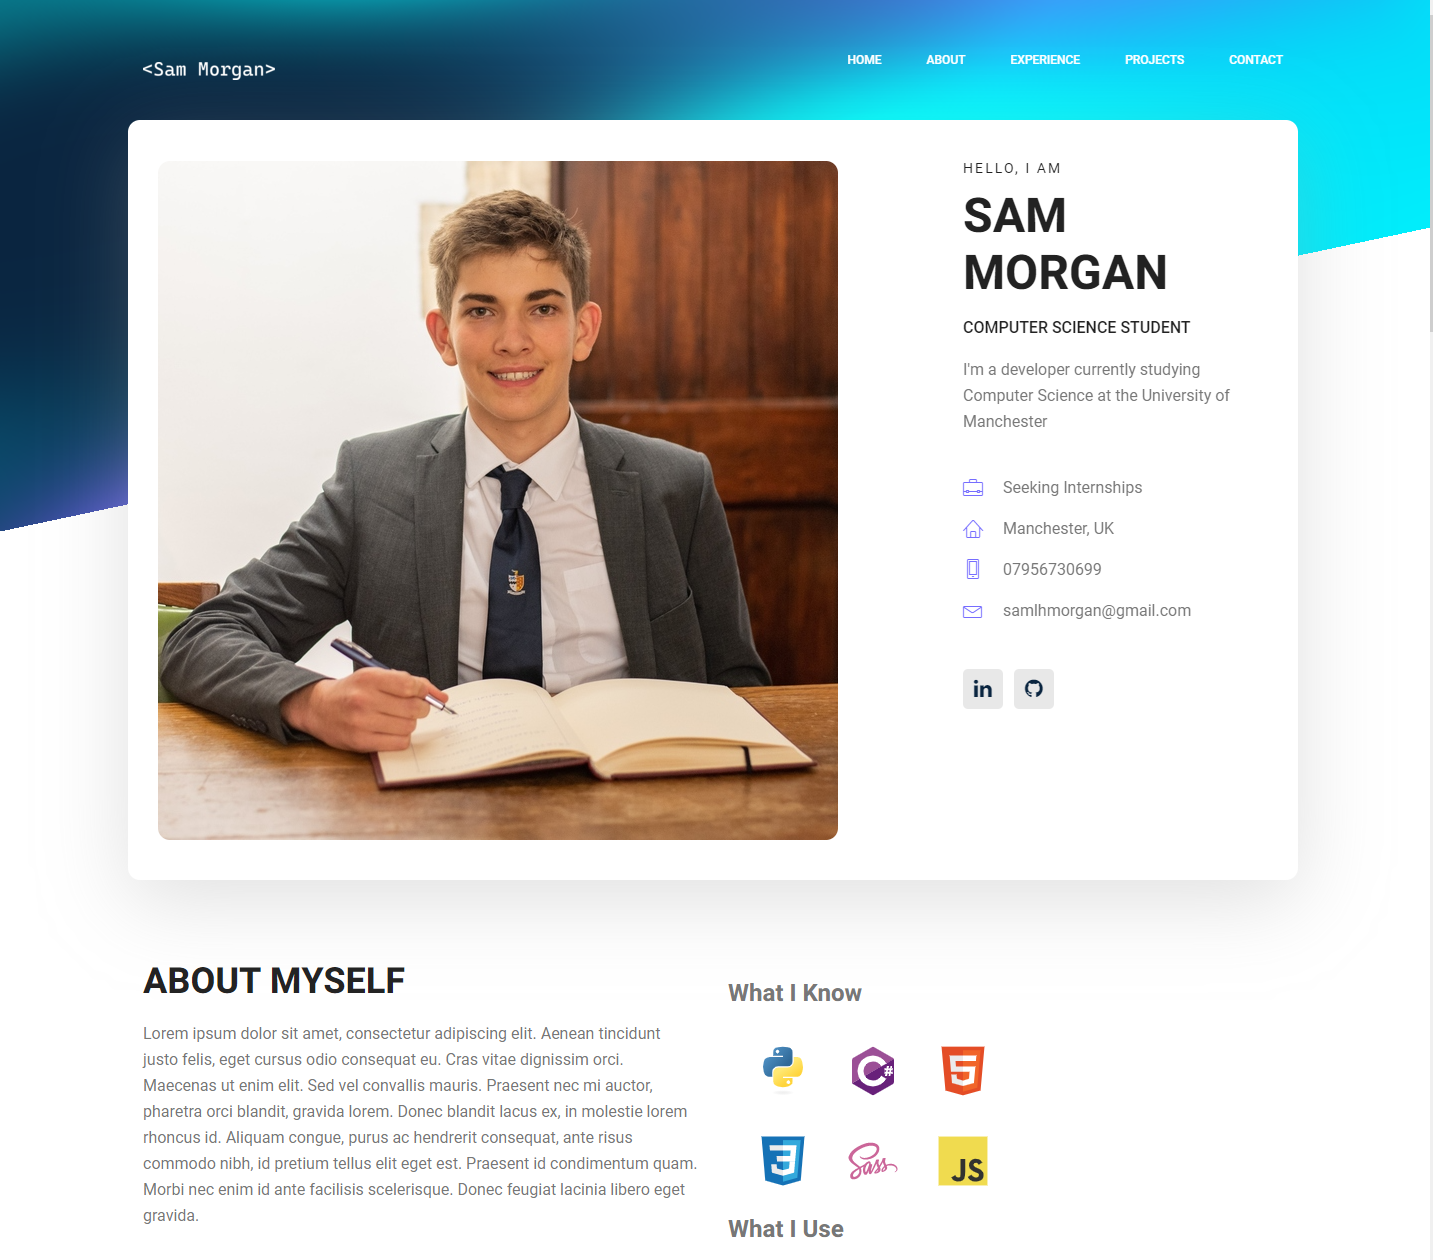 <Sam Morgan>
HOME ABOUT EXPERIENCE PROJECTS CONTACT
HELLO, I AM
SAM
MORGAN
COMPUTER SCIENCE STUDENT
I'm a developer currently studying
Computer Science at the University of
Manchester
Seeking Internships
Manchester, UK
07956730699
samlhmorgan@gmail.com
in
ABOUT MYSELF
Lorem ipsum dolor sit amet, consectetur adipiscing elit. Aenean tincidunt
justo felis, eget cursus odio consequat eu. Cras vitae dignissim orci.
Maecenas ut enim elit. Sed vel convallis mauris. Praesent nec mi auctor,
pharetra orci blandit, gravida lorem. Donec blandit lacus ex, in molestie lorem
rhoncus id. Aliquam congue, purus ac hendrerit consequat, ante risus
commodo nibh, id pretium tellus elit eget est. Praesent id condimentum quam.
Morbi nec enim id ante facilisis scelerisque. Donec feugiat lacinia libero eget
gravida.
What I Know
C#
5
3
Sass
JS
What I Use